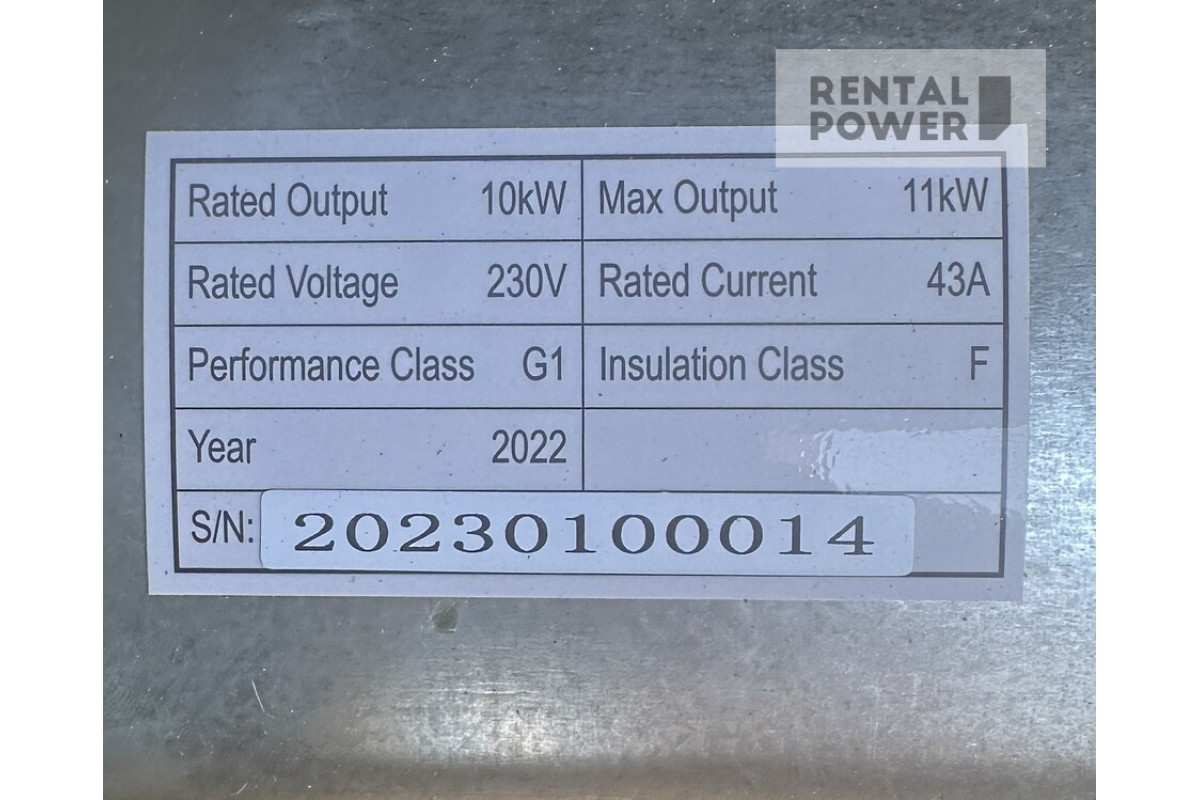 RENTAL
POWER
Rated Output 10kW Max Output 11kW
Rated Voltage 230V Rated Current 43A
Performance Class G1 Insulation Class F
Year 2022
S/N: 20230100014